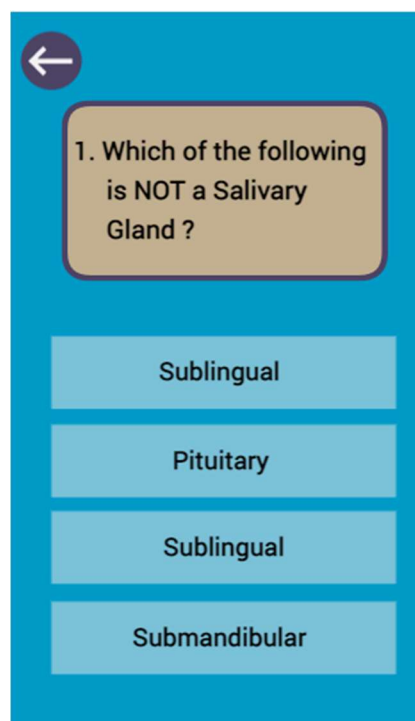 1. Which of the following
is NOT a Salivary
Gland ?
Sublingual
Pituitary
Sublingual
Submandibular